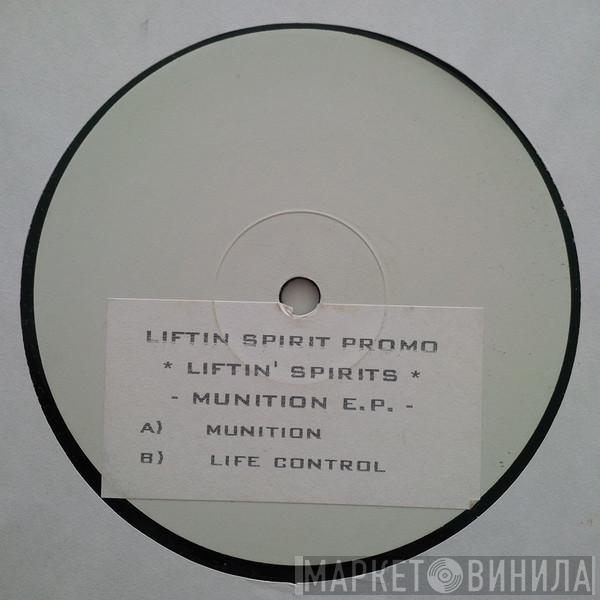 LIFTIN SPIRIT PROMO
* LIFTIN' SPIRITS *
- MUNITION E.P. -
A) MUNITION
B) LIFE CONTROL
МАРКЕТ ВИНИЛА